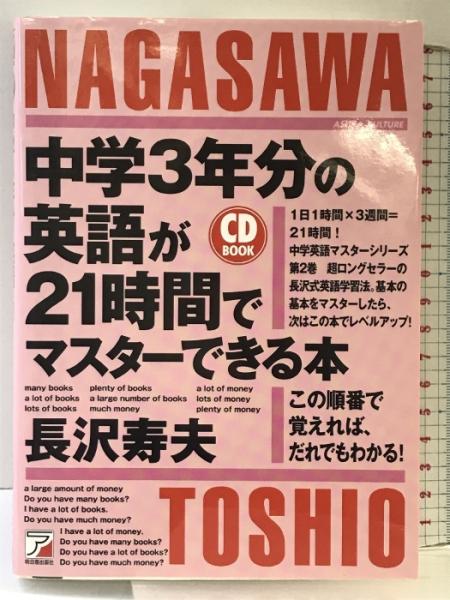 NAGASAWA
ASUKA CULTURE
中学3年分の
英語が
CD
BOOK
21時間で
マスターできる本
1日1時間×3週間=
21時間!
中学英語マスターシリーズ
第2巻 超ロングセラーの
長沢式英語学習法。基本の
基本をマスターしたら、
次はこの本でレベルアップ!
many books plenty of books a lot of money
a lot of books a large number of books lots of money
lots of books much money plenty of money
長沢寿夫
この順番で
覚えれば、
だれでもわかる!
a large amount of money
Do you have many books?
I have a lot of books.
Do you have much money?
I have a lot of money.
Do you have many books?
Do you have a lot of books?
Do you have much money?
明日香出版社
TOSHIO